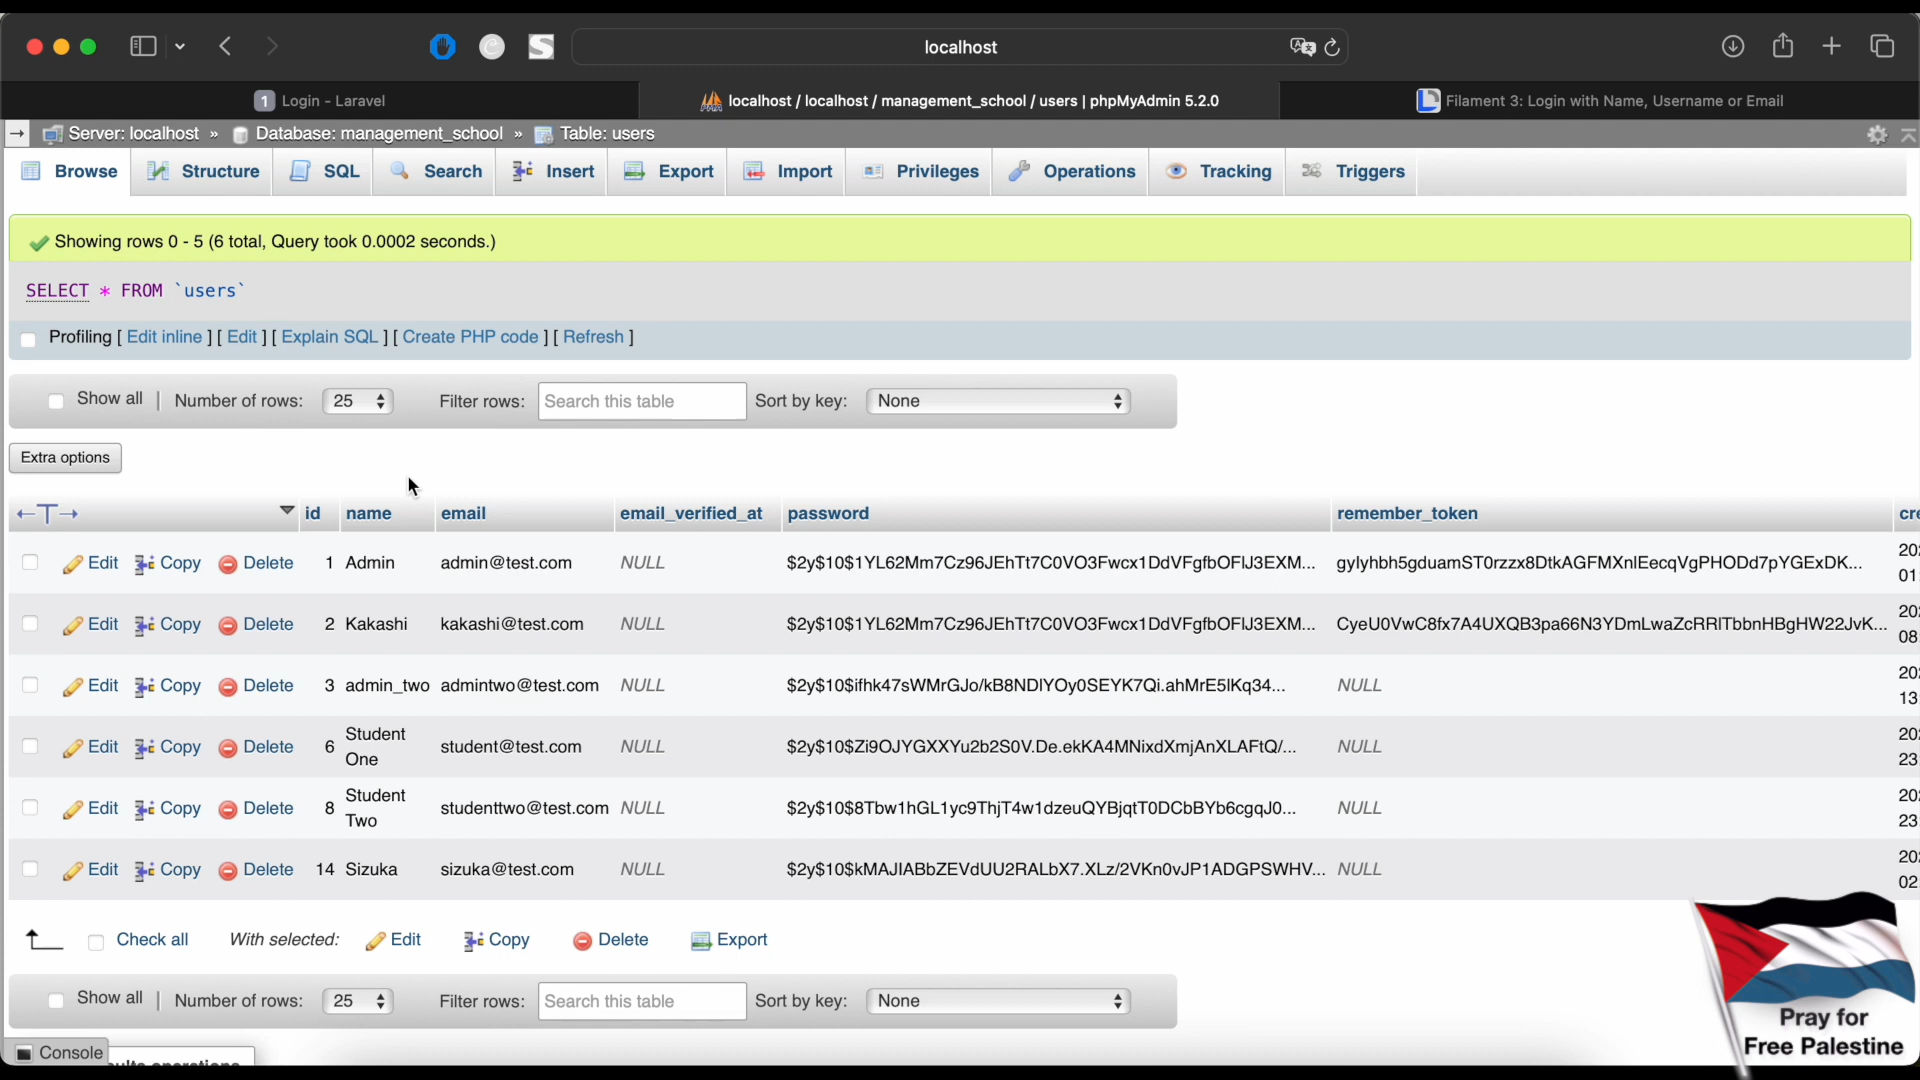 localhost
1 Login - Laravel
localhost / localhost / management_school / users | phpMyAdmin 5.2.0
Filament 3: Login with Name, Username or Email
Server: localhost » Database: management_school » Table: users
Browse Structure SQL Search Insert Export Import Privileges Operations Tracking Triggers
Showing rows 0 - 5 (6 total, Query took 0.0002 seconds.)
SELECT * FROM `users`
Profiling [ Edit inline ] [ Edit ] [ Explain SQL ] [ Create PHP code ] [ Refresh ]
Show all | Number of rows: 25 Filter rows: Search this table Sort by key: None
Extra options
id name email email_verified_at password remember_token
Edit Copy Delete 1 Admin admin@test.com NULL $2y$10$1YL62Mm7Cz96JEhTt7C0VO3Fwcx1DdVFgfbOFIJ3EXM... gylyhbh5gduamST0rzzx8DtkAGFMXnlEecqVgPHODd7pYGExDK...
Edit Copy Delete 2 Kakashi kakashi@test.com NULL $2y$10$1YL62Mm7Cz96JEhTt7C0VO3Fwcx1DdVFgfbOFIJ3EXM... CyeU0VwC8fx7A4UXQB3pa66N3YDmLwaZcRRlTbbnHBgHW22JvK...
Edit Copy Delete 3 admin_two admintwo@test.com NULL $2y$10$ifhk47sWMrGJo/kB8NDlYOy0SEYK7Qi.ahMrE5lKq34... NULL
Edit Copy Delete 6 Student One student@test.com NULL $2y$10$Zi9OJYGXXYu2b2S0V.De.ekKA4MNixdXmjAnXLAFtQ/... NULL
Edit Copy Delete 8 Student Two studenttwo@test.com NULL $2y$10$8Tbw1hGL1yc9ThjT4w1dzeuQYBjqtT0DCbBYb6cgqJ0... NULL
Edit Copy Delete 14 Sizuka sizuka@test.com NULL $2y$10$kMAJIABbZEVdUU2RALbX7.XLz/2VKn0vJP1ADGPSWHV... NULL
Check all With selected: Edit Copy Delete Export
Show all | Number of rows: 25 Filter rows: Search this table Sort by key: None
Console
Pray for
Free Palestine